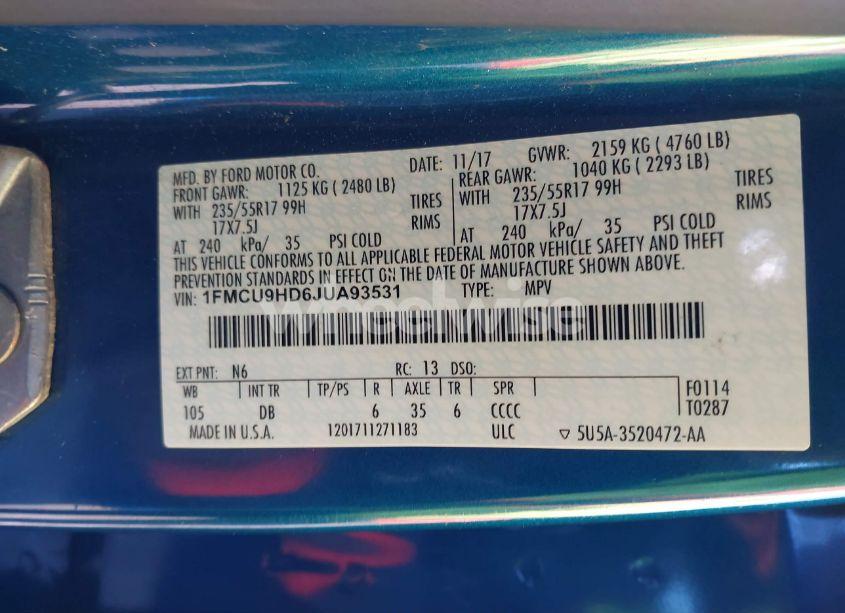 MFD. BY FORD MOTOR CO. DATE: 11/17 GVWR: 2159 KG ( 4760 LB)
FRONT GAWR: 1125 KG ( 2480 LB) REAR GAWR: 1040 KG ( 2293 LB)
WITH 235/55R17 99H TIRES WITH 235/55R17 99H TIRES
17X7.5J RIMS 17X7.5J RIMS
AT 240 kPa/ 35 PSI COLD AT 240 kPa/ 35 PSI COLD
THIS VEHICLE CONFORMS TO ALL APPLICABLE FEDERAL MOTOR VEHICLE SAFETY AND THEFT
PREVENTION STANDARDS IN EFFECT ON THE DATE OF MANUFACTURE SHOWN ABOVE.
VIN: 1FMCU9HD6JUA93531 TYPE: MPV
wheelwise
EXT PNT: N6 RC: 13 DSO:
WB INT TR TP/PS R AXLE TR SPR F0114
105 DB 6 35 6 CCCC T0287
MADE IN U.S.A. 1201711271183 ULC ▽ 5U5A-3520472-AA